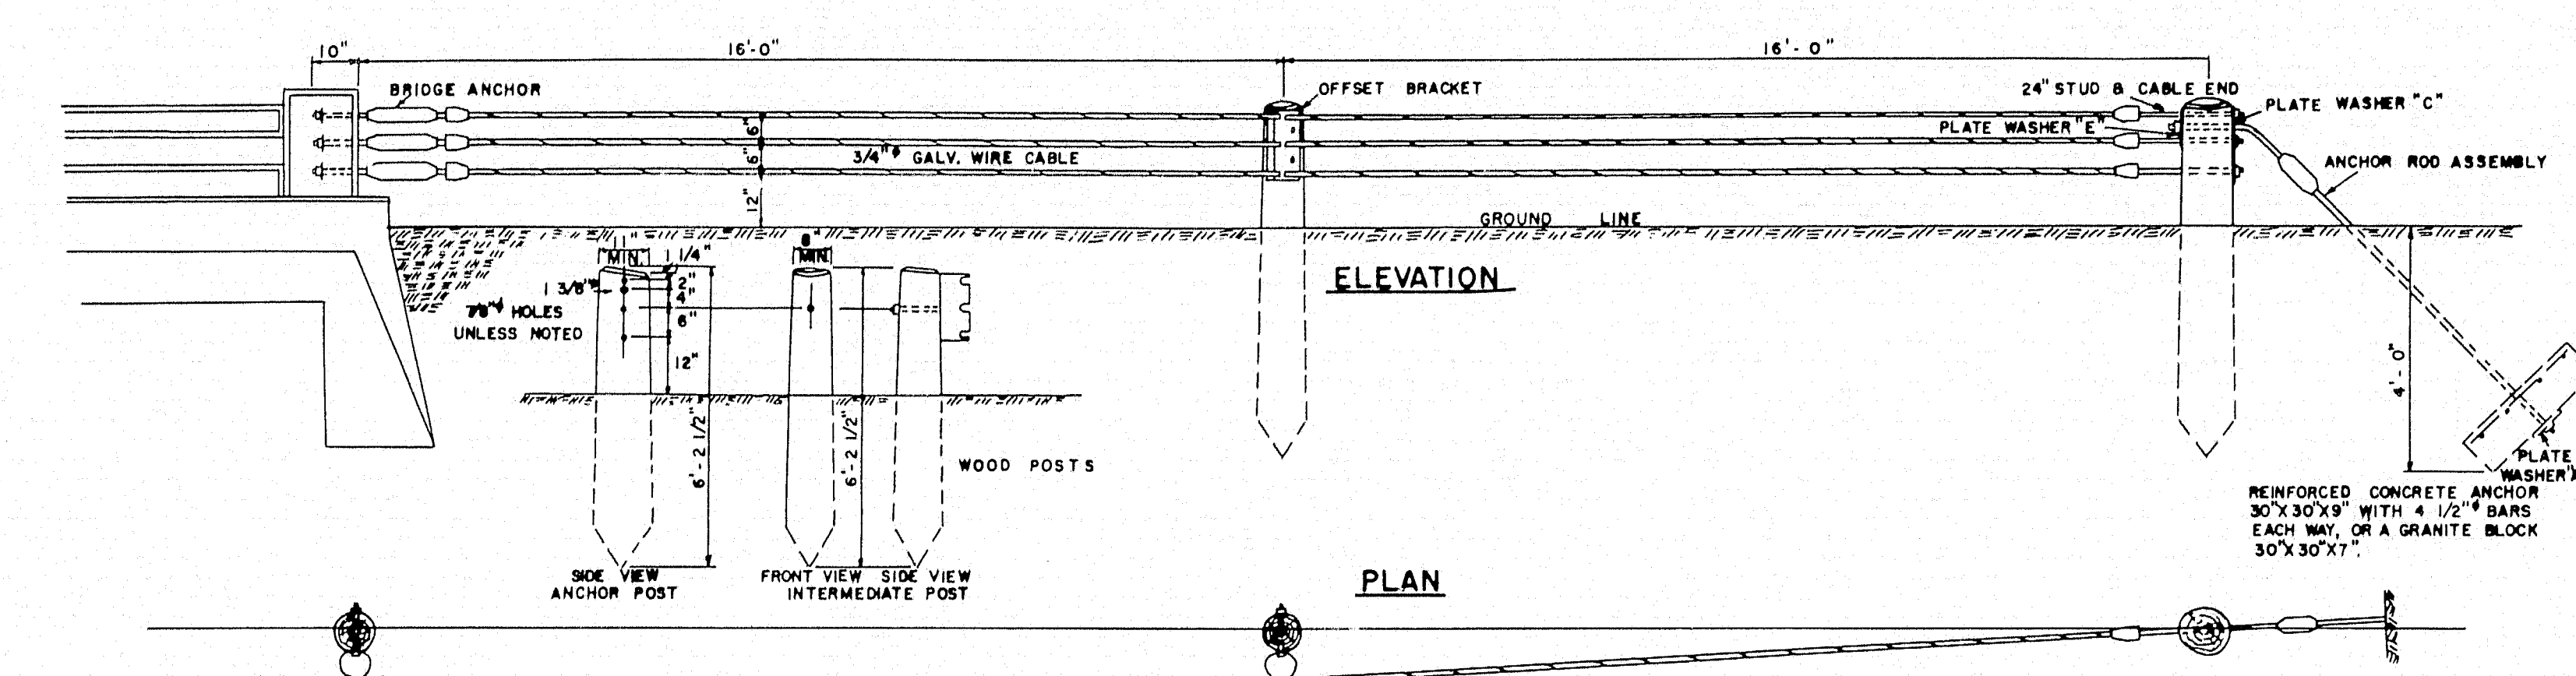 10"
16'-0"
16'-0"
BRIDGE ANCHOR
OFFSET BRACKET
24" STUD & CABLE END
PLATE WASHER "C"
PLATE WASHER "E"
6"
6"
3/4"ϕ GALV. WIRE CABLE
ANCHOR ROD ASSEMBLY
12"
GROUND LINE
11"
MIN.
1/4"
8"
MIN.
ELEVATION
1 3/8"ϕ
2"
4"
7/8"ϕ HOLES
UNLESS NOTED
6"
12"
4'-0"
6'-2 1/2"
6'-2 1/2"
WOOD POSTS
PLATE
WASHER
REINFORCED CONCRETE ANCHOR
30"X30"X9" WITH 4 1/2"ϕ BARS
EACH WAY, OR A GRANITE BLOCK
30"X30"X7".
SIDE VIEW
ANCHOR POST
FRONT VIEW SIDE VIEW
INTERMEDIATE POST
PLAN